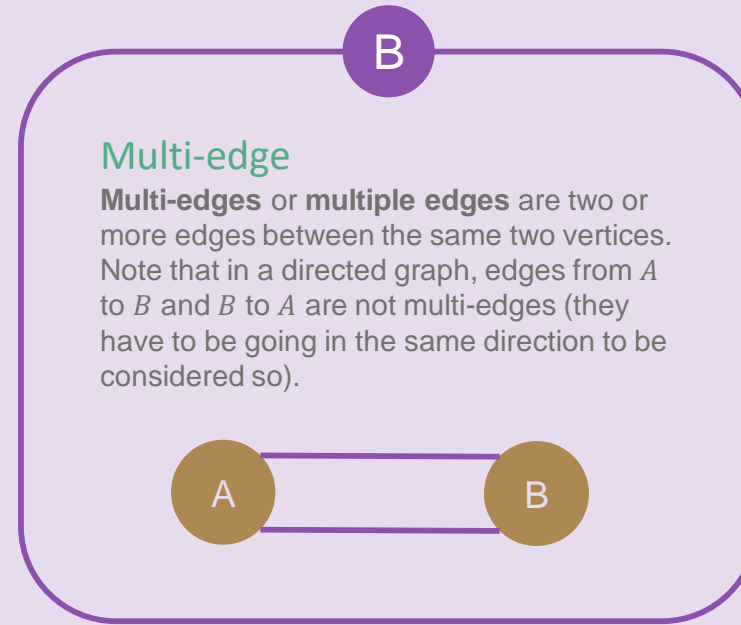 B
Multi-edge
Multi-edges or multiple edges are two or
more edges between the same two vertices.
Note that in a directed graph, edges from A
to B and B to A are not multi-edges (they
have to be going in the same direction to be
considered so).
A B